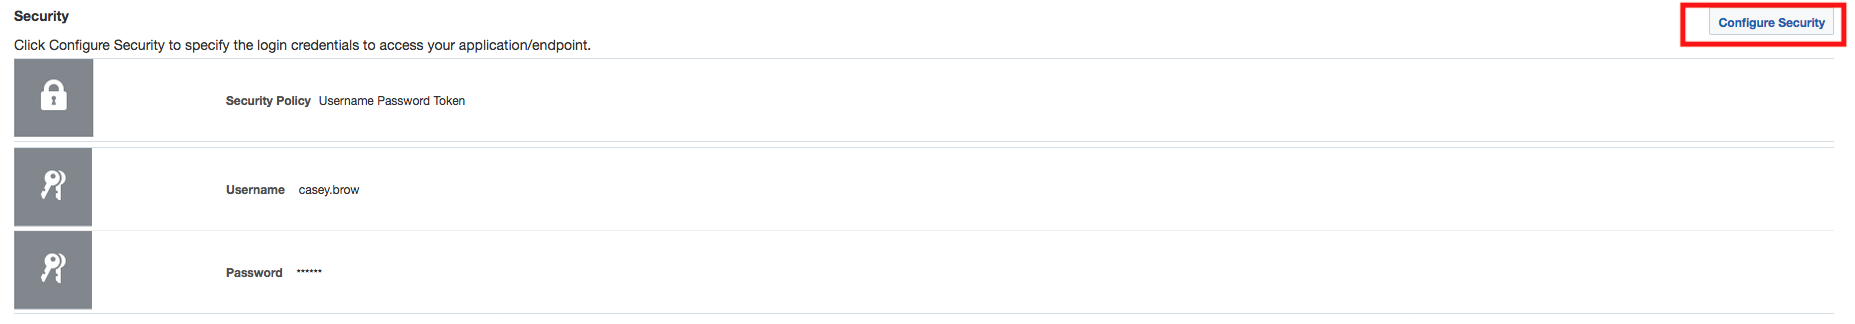 Security
Configure Security
Click Configure Security to specify the login credentials to access your application/endpoint.
Security Policy Username Password Token
Username casey.brow
Password ******